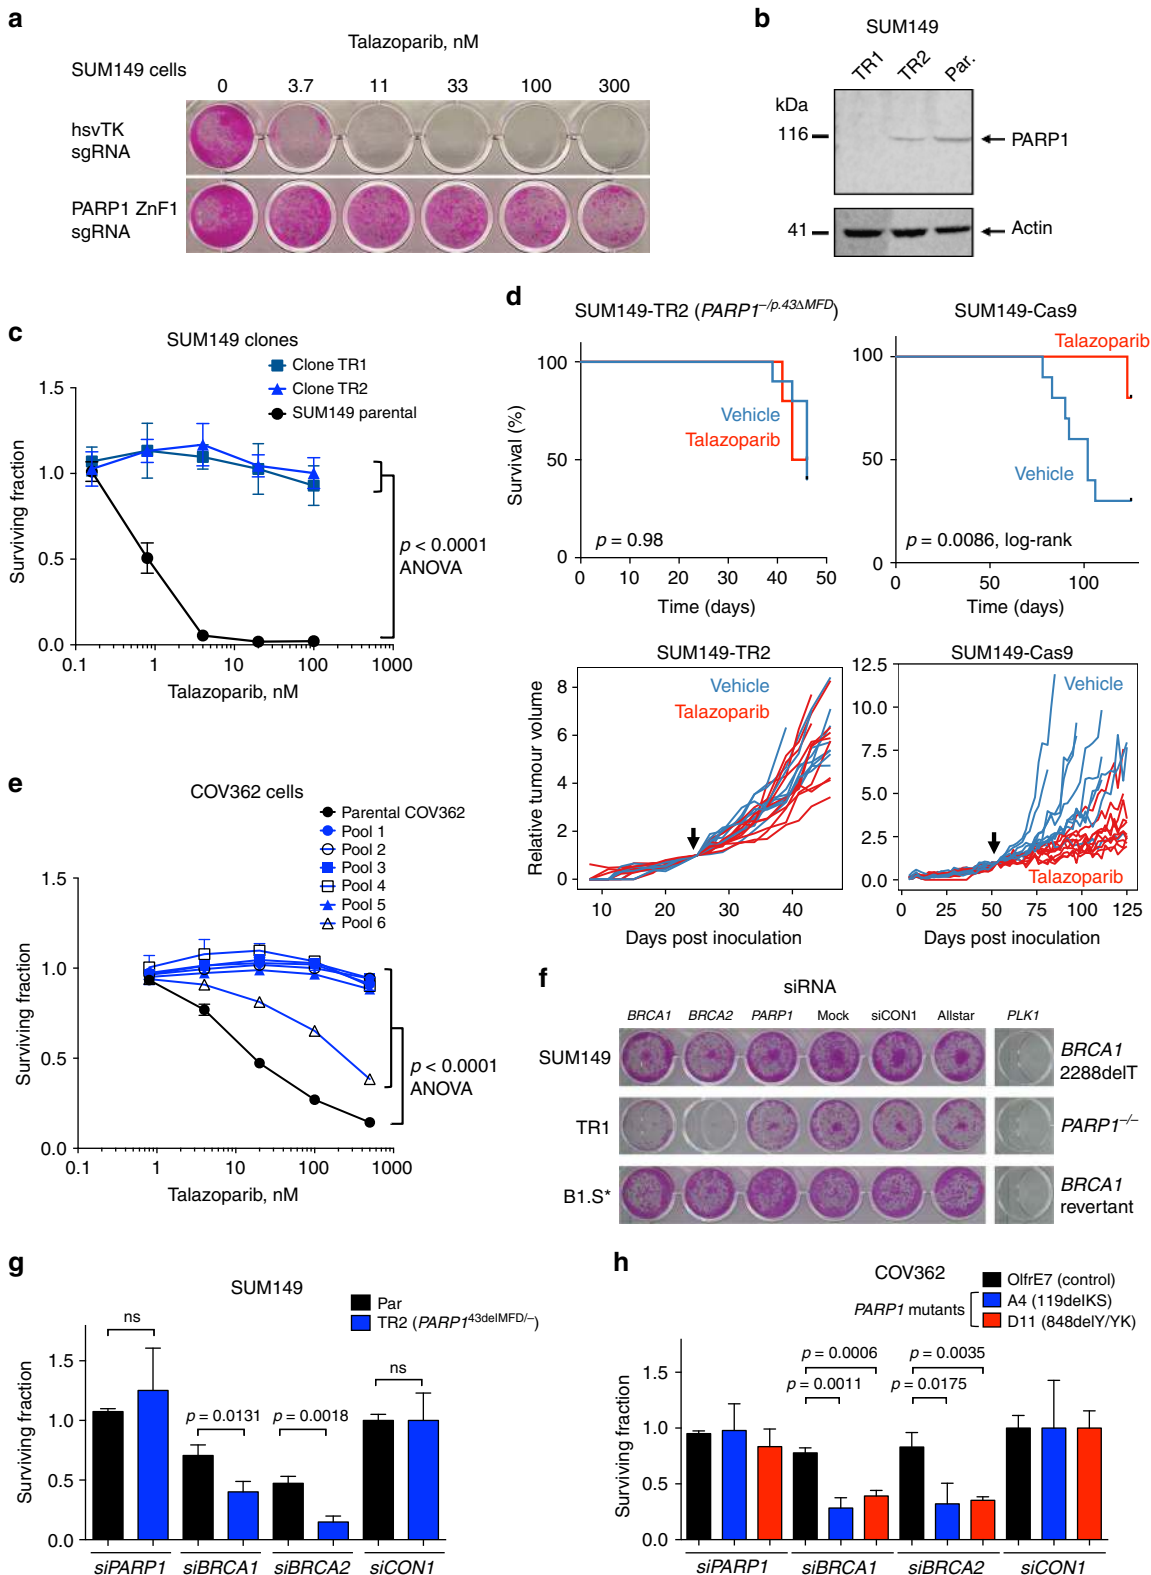 a
Talazoparib, nM
SUM149 cells
0 3.7 11 33 100 300
hsvTK
sgRNA
PARP1 ZnF1
sgRNA
b
SUM149
TR1 TR2 Par.
kDa
116
PARP1
41
Actin
c
SUM149 clones
Clone TR1
Clone TR2
SUM149 parental
Surviving fraction
1.5
1.0
0.5
0.0
0.1 1 10 100 1000
Talazoparib, nM
p < 0.0001
ANOVA
d
SUM149-TR2 (PARP1–/p.43ΔMFD)
Survival (%)
100
50
0
Vehicle
Talazoparib
p = 0.98
0 10 20 30 40 50
Time (days)
SUM149-Cas9
Talazoparib
100
50
0
Vehicle
p = 0.0086, log-rank
0 50 100
Time (days)
SUM149-TR2
Relative tumour volume
8
6
4
2
0
Vehicle
Talazoparib
10 20 30 40
Days post inoculation
SUM149-Cas9
12.5
10.0
7.5
5.0
2.5
0.0
Vehicle
Talazoparib
0 25 50 75 100 125
Days post inoculation
e
COV362 cells
Parental COV362
Pool 1
Pool 2
Pool 3
Pool 4
Pool 5
Pool 6
Surviving fraction
1.5
1.0
0.5
0.0
0.1 1 10 100 1000
Talazoparib, nM
p < 0.0001
ANOVA
f
siRNA
BRCA1 BRCA2 PARP1 Mock siCON1 Allstar PLK1
SUM149
BRCA1
2288delT
TR1
PARP1–/–
B1.S*
BRCA1
revertant
g
SUM149
Par
TR2 (PARP143delMFD/–)
Surviving fraction
1.5
1.0
0.5
0.0
ns
p = 0.0131
p = 0.0018
ns
siPARP1 siBRCA1 siBRCA2 siCON1
h
COV362
OlfrE7 (control)
PARP1 mutants
A4 (119delKS)
D11 (848delY/YK)
Surviving fraction
1.5
1.0
0.5
0.0
p = 0.0006
p = 0.0011
p = 0.0035
p = 0.0175
siPARP1 siBRCA1 siBRCA2 siCON1